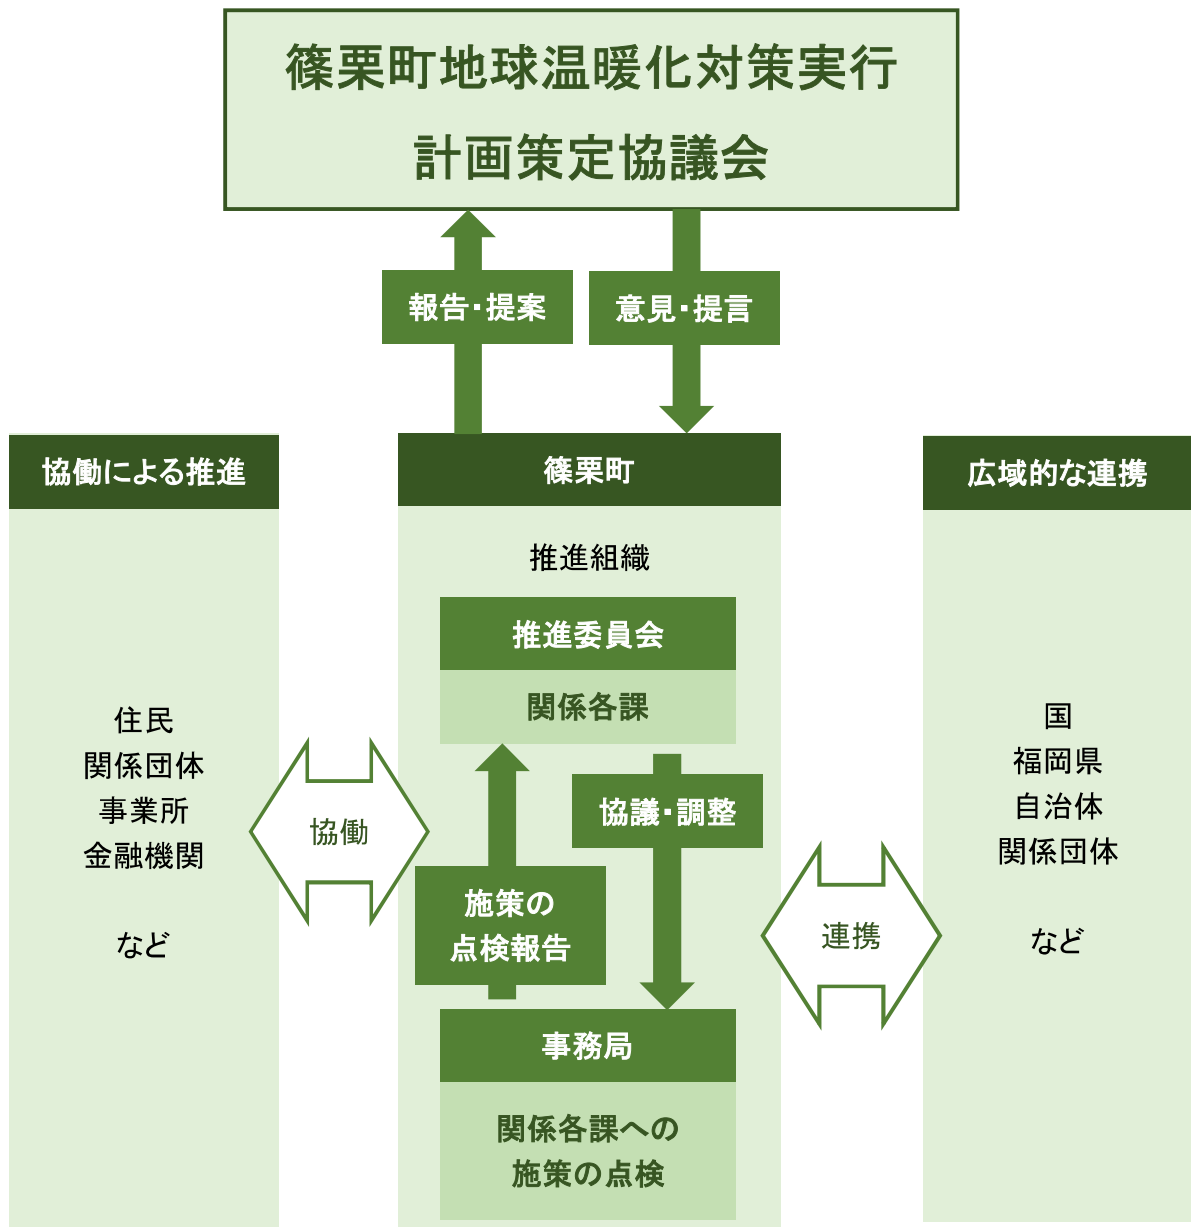 篠栗町地球温暖化対策実行
計画策定協議会
報告・提案
意見・提言
協働による推進
住民
関係団体
事業所
金融機関
など
協働
篠栗町
推進組織
推進委員会
関係各課
協議・調整
施策の
点検報告
事務局
関係各課への
施策の点検
連携
広域的な連携
国
福岡県
自治体
関係団体
など